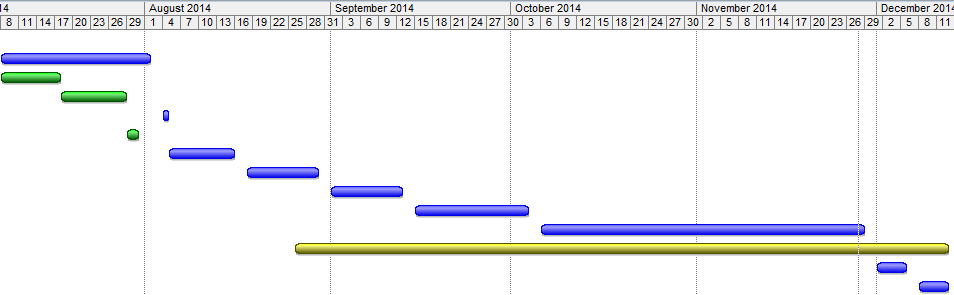 14 August 2014 September 2014 October 2014 November 2014 December 2014
8 11 14 17 20 23 26 29 1 4 7 10 13 16 19 22 25 28 31 3 6 9 12 15 18 21 24 27 30 3 6 9 12 15 18 21 24 27 30 2 5 8 11 14 17 20 23 26 29 2 5 8 11